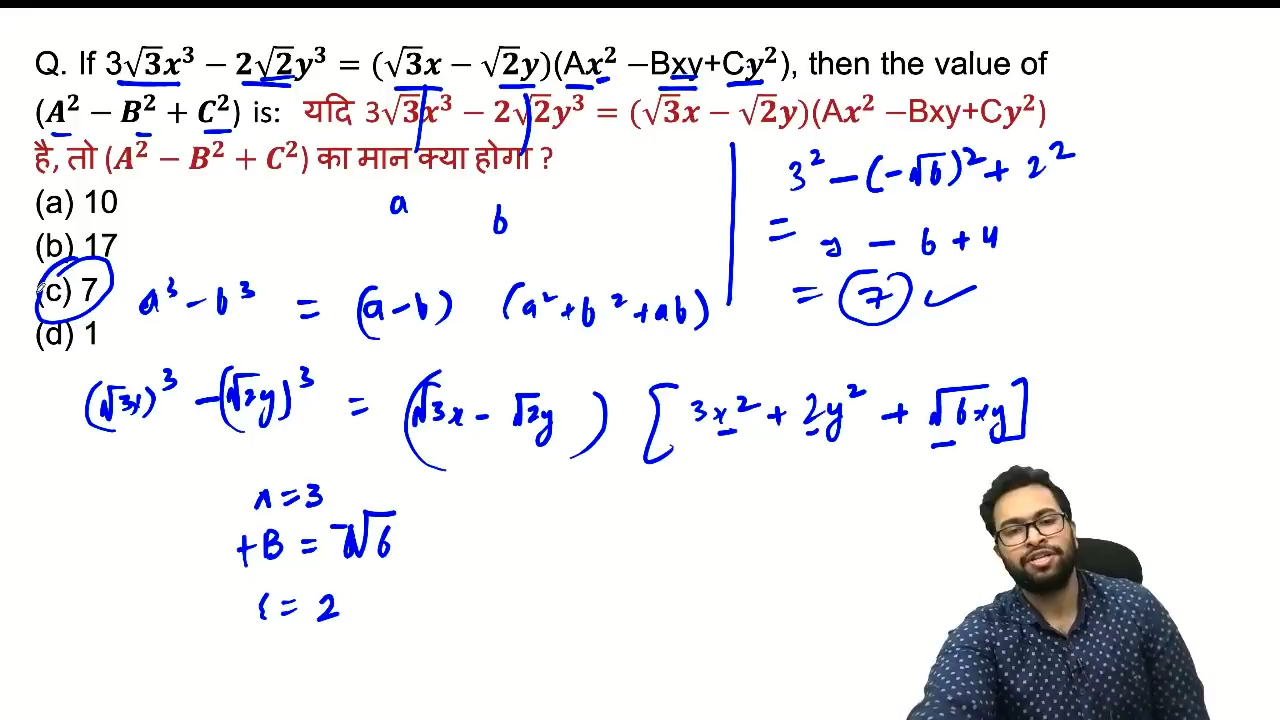 Q. If 3√3x³ − 2√2y³ = (√3x − √2y)(Ax² −Bxy+Cy²), then the value of
(A² − B² + C²) is: यदि 3√3x³ − 2√2y³ = (√3x − √2y)(Ax² −Bxy+Cy²)
है, तो (A² − B² + C²) का मान क्या होगा ?
(a) 10
(b) 17
(c) 7
(d) 1
a b
a³ − b³ = (a−b) (a²+b²+ab)
(√3x)³ − (√2y)³ = (√3x − √2y) [3x² + 2y² + √6xy]
A = 3
+B = −√6
C = 2
3² − (−√6)² + 2²
= 9 − 6 + 4
= 7